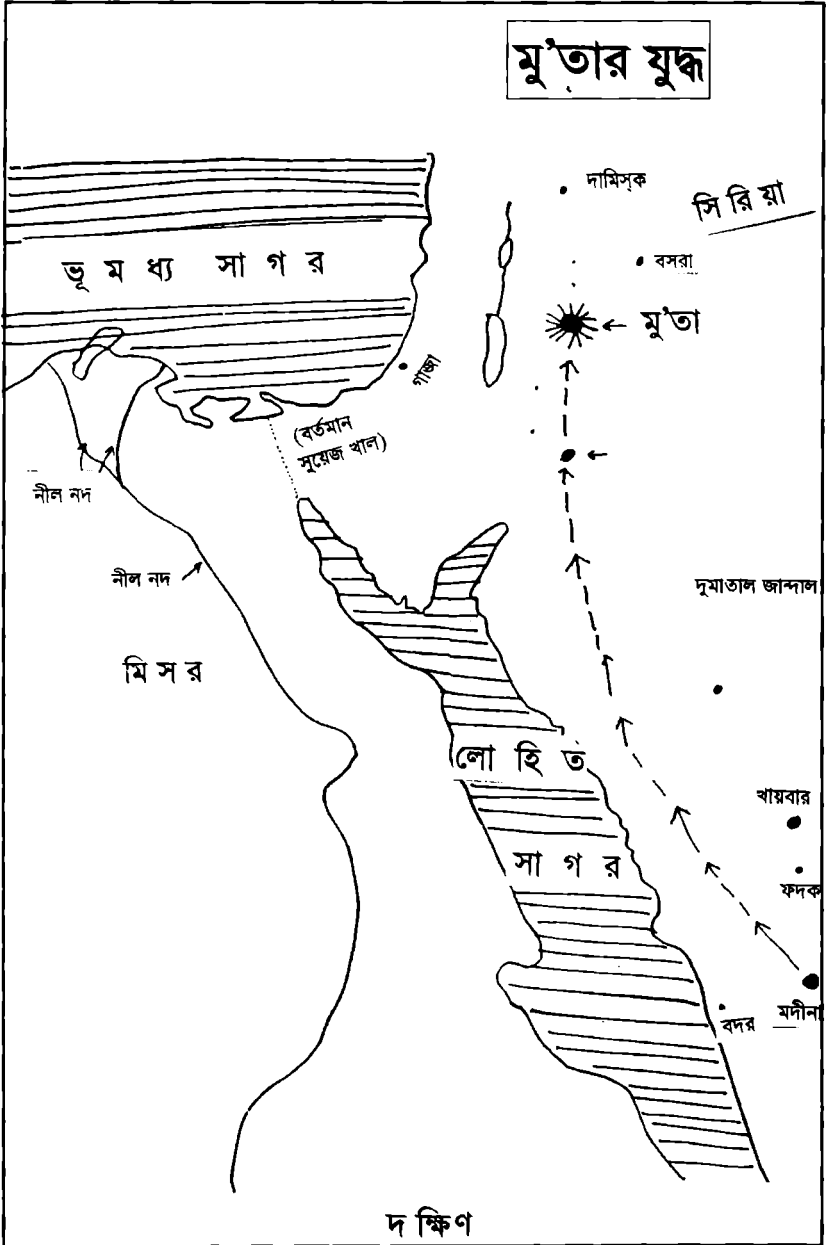 মু'তার যুদ্ধ
দামিস্ক
সিরিয়া
বসরা
ভূমধ্য সাগর
মু'তা
গাজ্জা
(বর্তমান
সুয়েজ খাল)
নীল নদ
নীল নদ
দুমাতাল জান্দাল
মিসর
লোহিত
খায়বার
সাগর
ফদক
মদীনা
বদর
দক্ষিণ